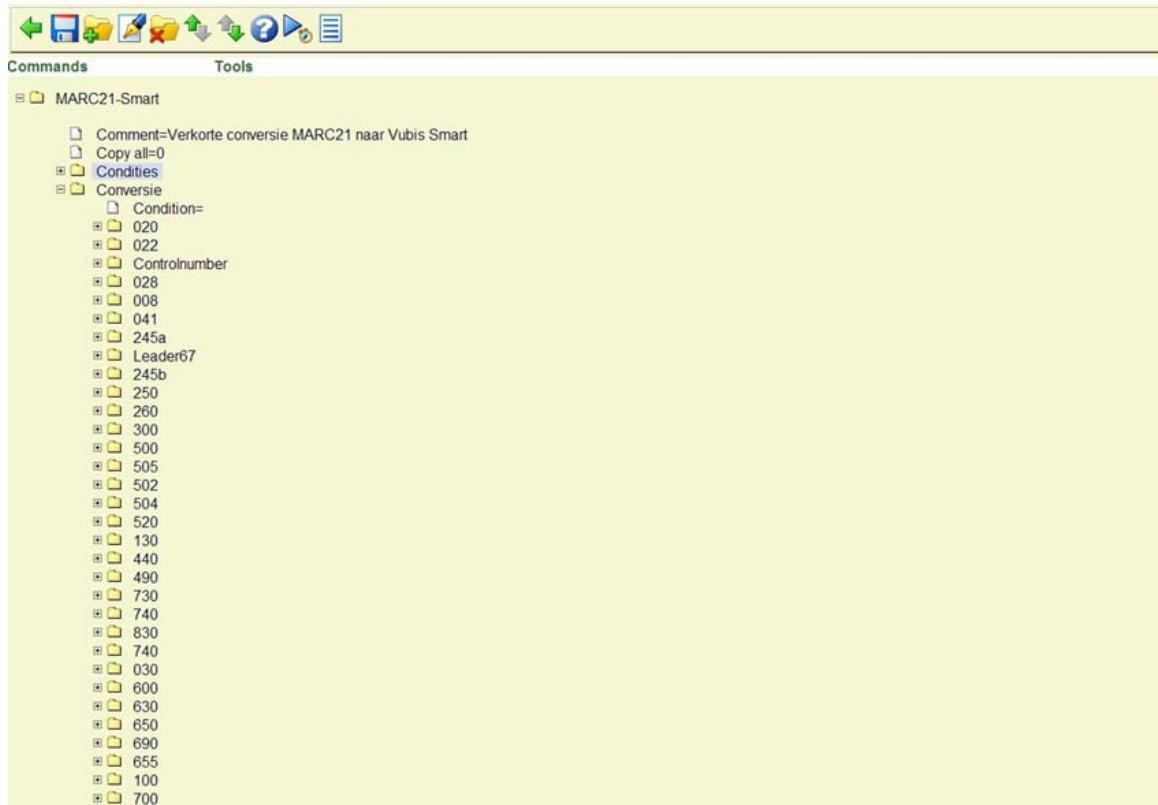 Commands Tools
MARC21-Smart
Comment=Verkorte conversie MARC21 naar Vubis Smart
Copy all=0
Condities
Conversie
Condition=
020
022
Controlnumber
028
008
041
245a
Leader67
245b
250
260
300
500
505
502
504
520
130
440
490
730
740
830
740
030
600
630
650
690
655
100
700